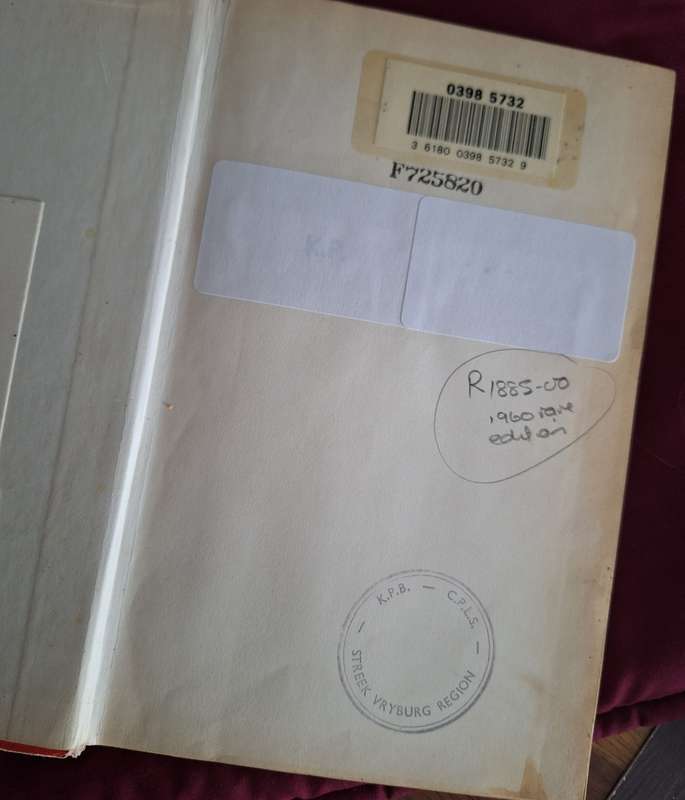 0398 5732
3 6180 0398 5732 9
F725820
K.P.
R1885-00
1960 rare
edition
K.P.B. — C.P.L.S. —
STREEK VRYBURG REGION —